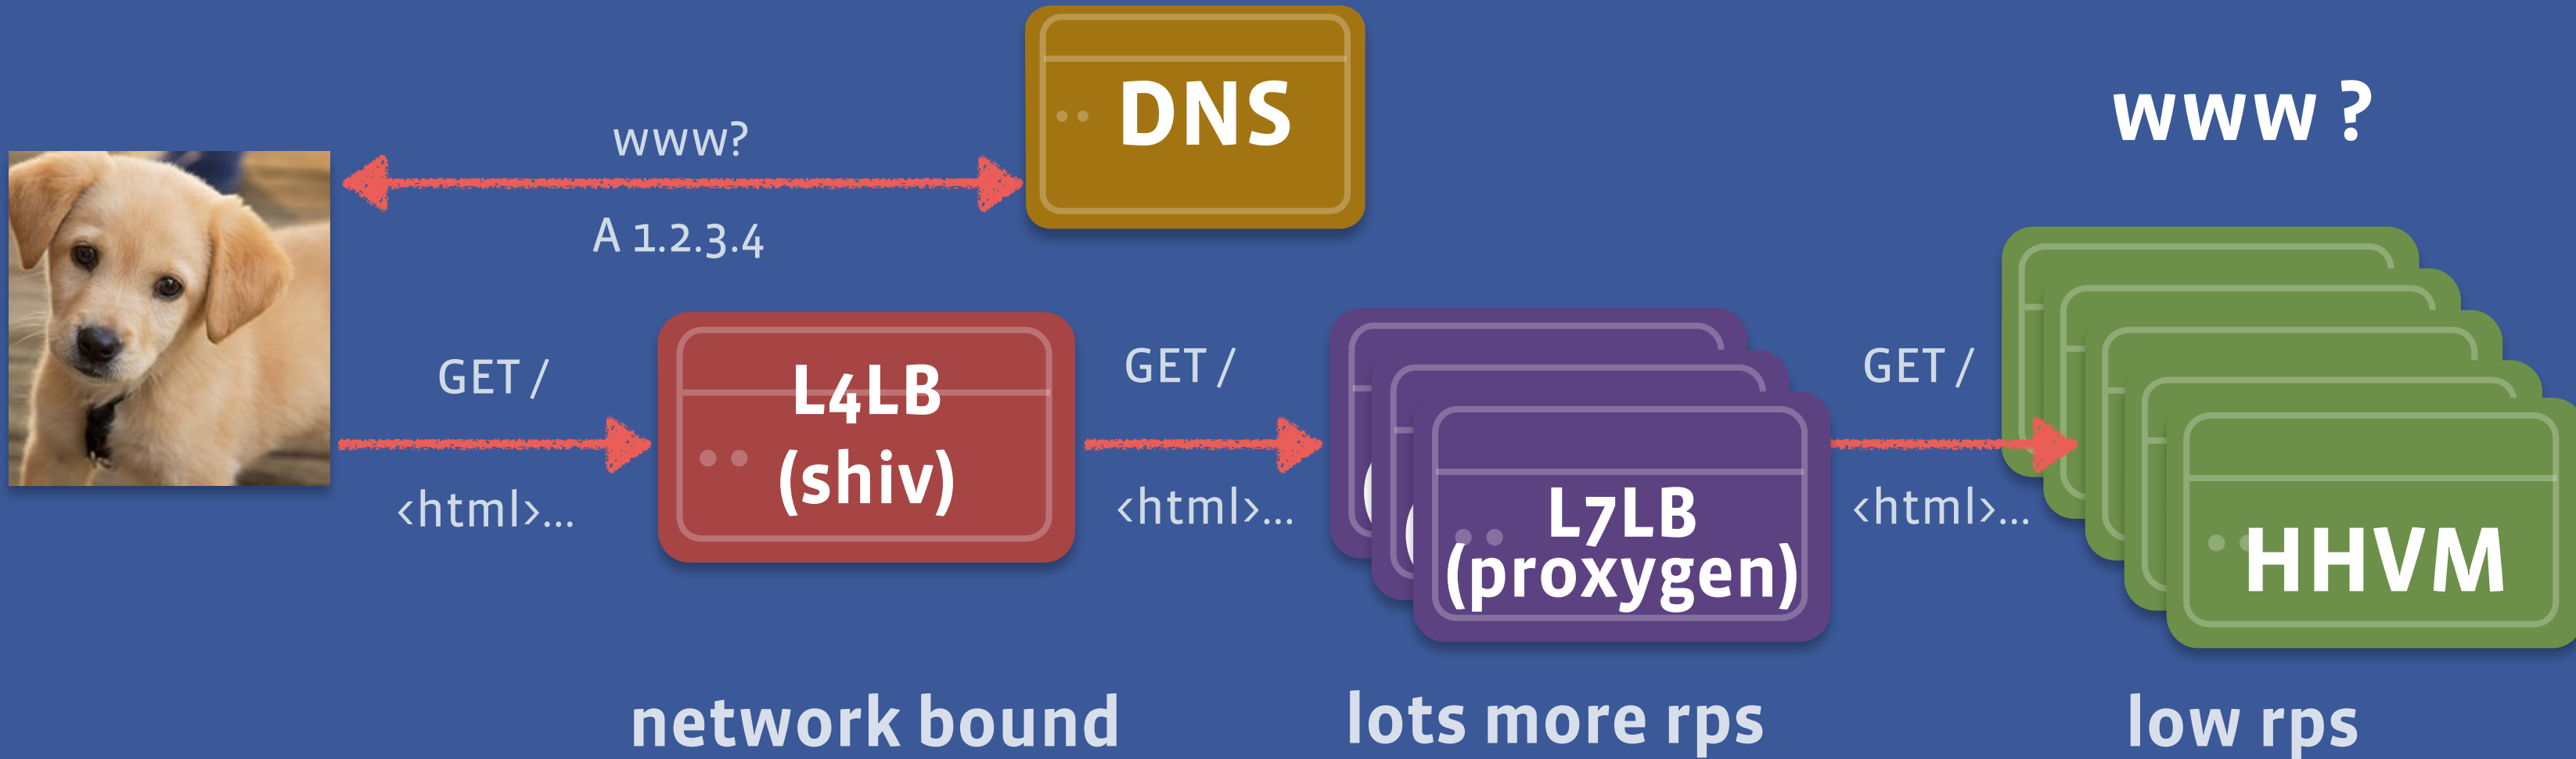 DNS
www ?
www?
A 1.2.3.4
GET /
<html>...
L4LB
(shiv)
GET /
<html>...
L7LB
(proxygen)
GET /
<html>...
HHVM
network bound
lots more rps
low rps